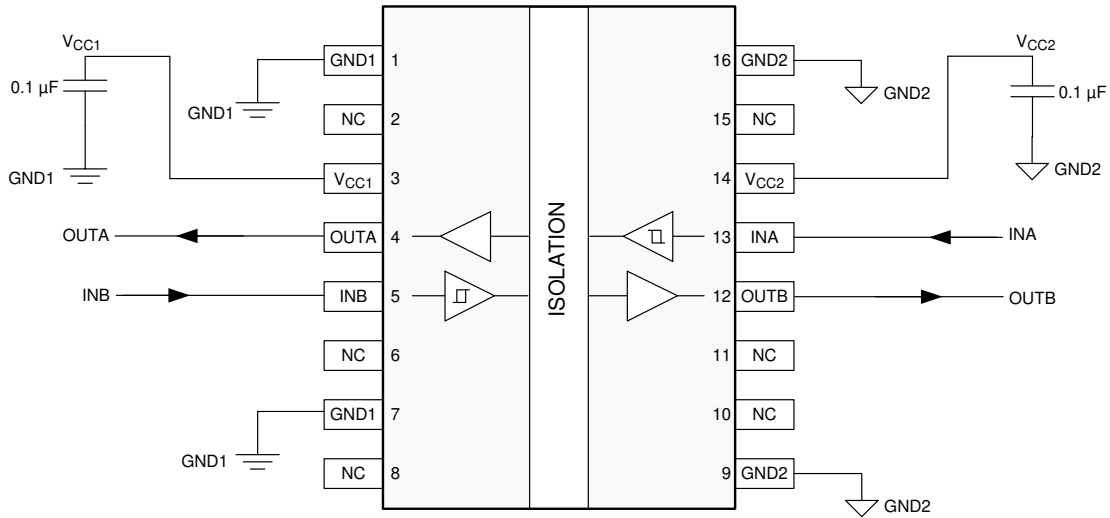 VCC1
0.1 µF
GND1
GND1
GND1 1
NC 2
VCC1 3
OUTA OUTA 4
INB INB 5
NC 6
GND1 GND1 7
NC 8
ISOLATION
16 GND2
GND2
15 NC
14 VCC2
13 INA INA
12 OUTB OUTB
11 NC
10 NC
9 GND2
GND2
VCC2
0.1 µF
GND2